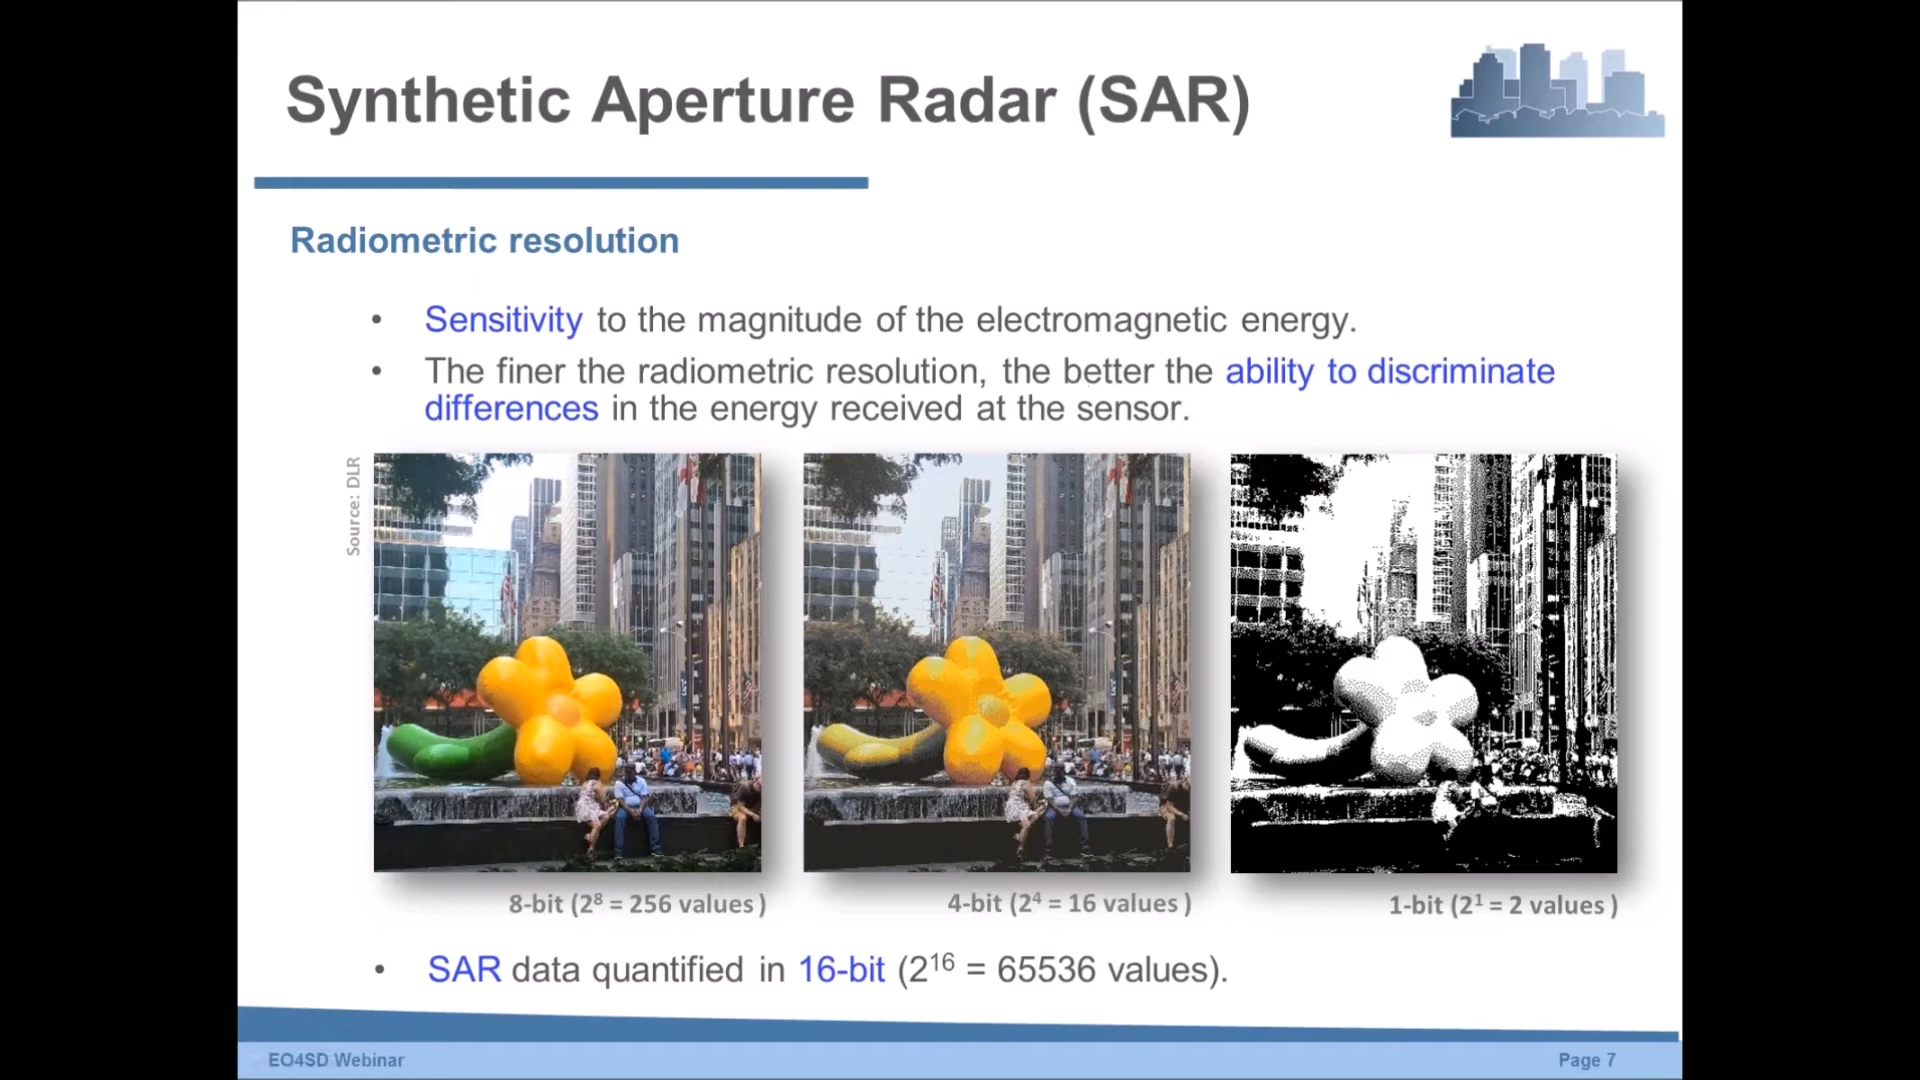 Synthetic Aperture Radar (SAR)
Radiometric resolution
• Sensitivity to the magnitude of the electromagnetic energy.
• The finer the radiometric resolution, the better the ability to discriminate
differences in the energy received at the sensor.
Source: DLR
8-bit (2⁸ = 256 values )
4-bit (2⁴ = 16 values )
1-bit (2¹ = 2 values )
• SAR data quantified in 16-bit (2¹⁶ = 65536 values).
EO4SD Webinar
Page 7